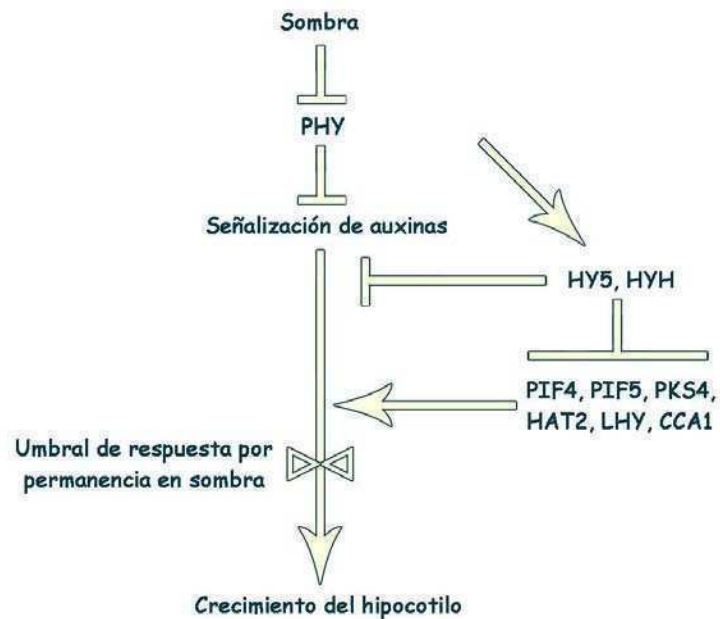 Sombra
PHY
Señalización de auxinas
HY5, HYH
PIF4, PIF5, PKS4,
HAT2, LHY, CCA1
Umbral de respuesta por
permanencia en sombra
Crecimiento del hipocotilo